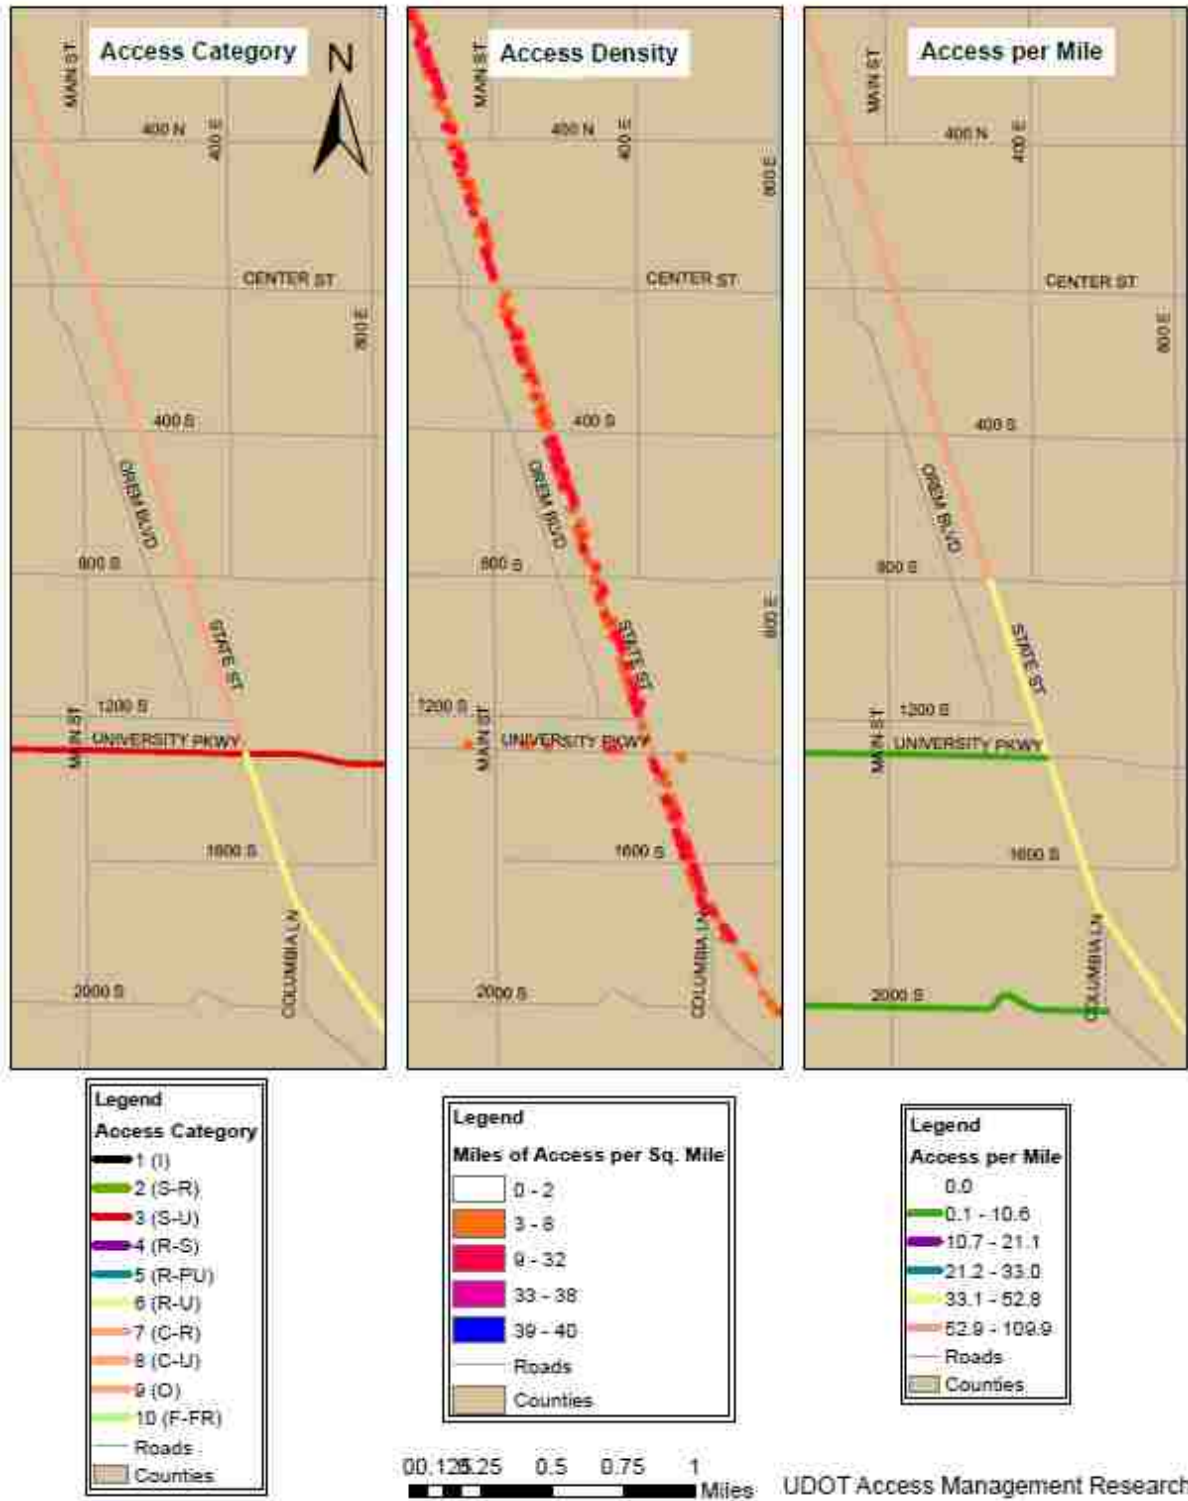 Access Category
N
MAIN ST
400 N
400 E
CENTER ST
800 E
400 S
OREM BLVD
800 S
STATE ST
1200 S
MAIN ST
UNIVERSITY PKWY
1600 S
COLUMBIA LN
2000 S
Access Density
MAIN ST
400 N
400 E
800 E
CENTER ST
400 S
OREM BLVD
800 S
800 E
STATE ST
1200 S
MAIN ST
UNIVERSITY PKWY
1600 S
COLUMBIA LN
2000 S
Access per Mile
MAIN ST
400 N
400 E
CENTER ST
800 E
400 S
OREM BLVD
800 S
STATE ST
1200 S
MAIN ST
UNIVERSITY PKWY
1600 S
COLUMBIA LN
2000 S
Legend
Access Category
1 (I)
2 (S-R)
3 (S-U)
4 (R-S)
5 (R-PU)
6 (R-U)
7 (C-R)
8 (C-U)
9 (O)
10 (F-FR)
Roads
Counties
Legend
Miles of Access per Sq. Mile
0 - 2
3 - 8
9 - 32
33 - 38
39 - 40
Roads
Counties
Legend
Access per Mile
0.0
0.1 - 10.6
10.7 - 21.1
21.2 - 33.0
33.1 - 52.8
52.9 - 109.9
Roads
Counties
0.25 0.5 0.75 1
Miles
UDOT Access Management Research